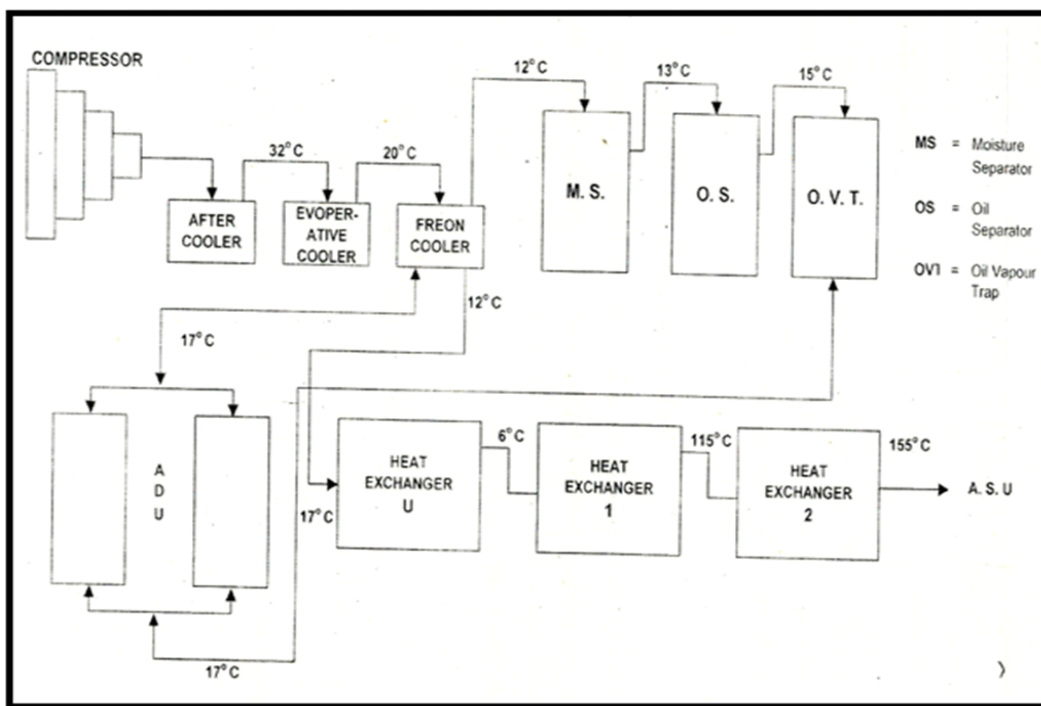 COMPRESSOR
AFTER
COOLER
32°C
EVOPER-
ATIVE
COOLER
20°C
FREON
COOLER
12°C
M. S.
13°C
O. S.
15°C
O. V. T.
MS = Moisture
Separator
OS = Oil
Separator
OVT = Oil Vapour
Trap
12°C
17°C
A
D
U
17°C
17°C
HEAT
EXCHANGER
U
6°C
HEAT
EXCHANGER
1
115°C
HEAT
EXCHANGER
2
155°C
A. S. U